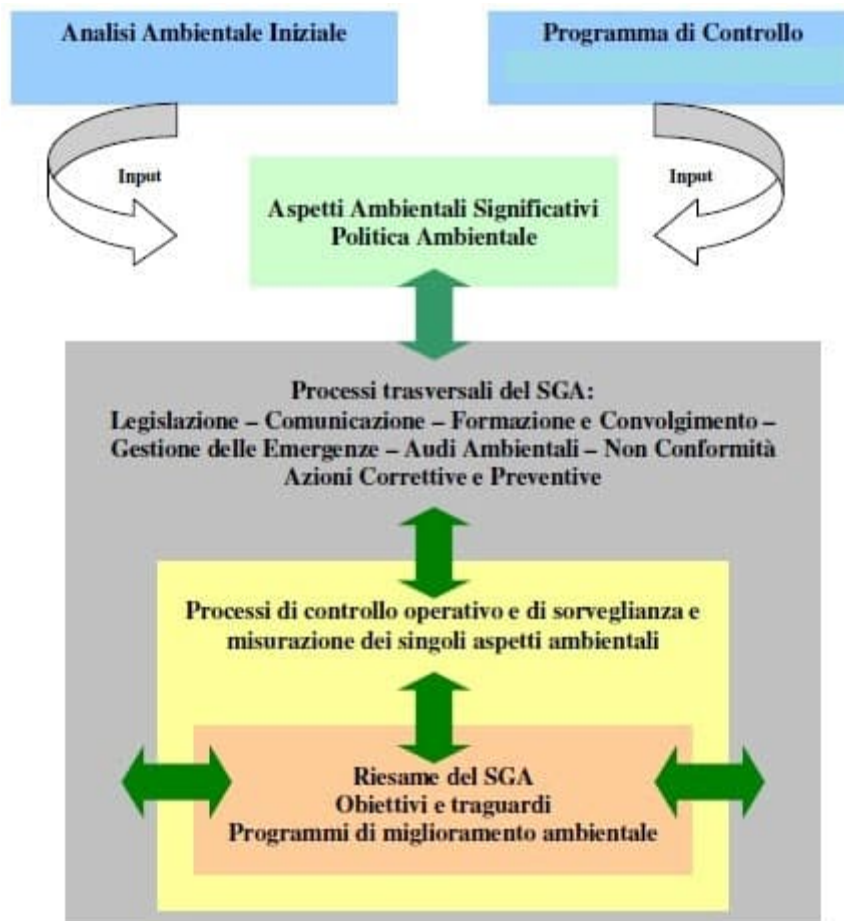 Analisi Ambientale Iniziale
Programma di Controllo
Input
Input
Aspetti Ambientali Significativi
Politica Ambientale
Processi trasversali del SGA:
Legislazione – Comunicazione – Formazione e Convolgimento –
Gestione delle Emergenze – Audi Ambientali – Non Conformità
Azioni Correttive e Preventive
Processi di controllo operativo e di sorveglianza e
misurazione dei singoli aspetti ambientali
Riesame del SGA
Obiettivi e traguardi
Programmi di miglioramento ambientale